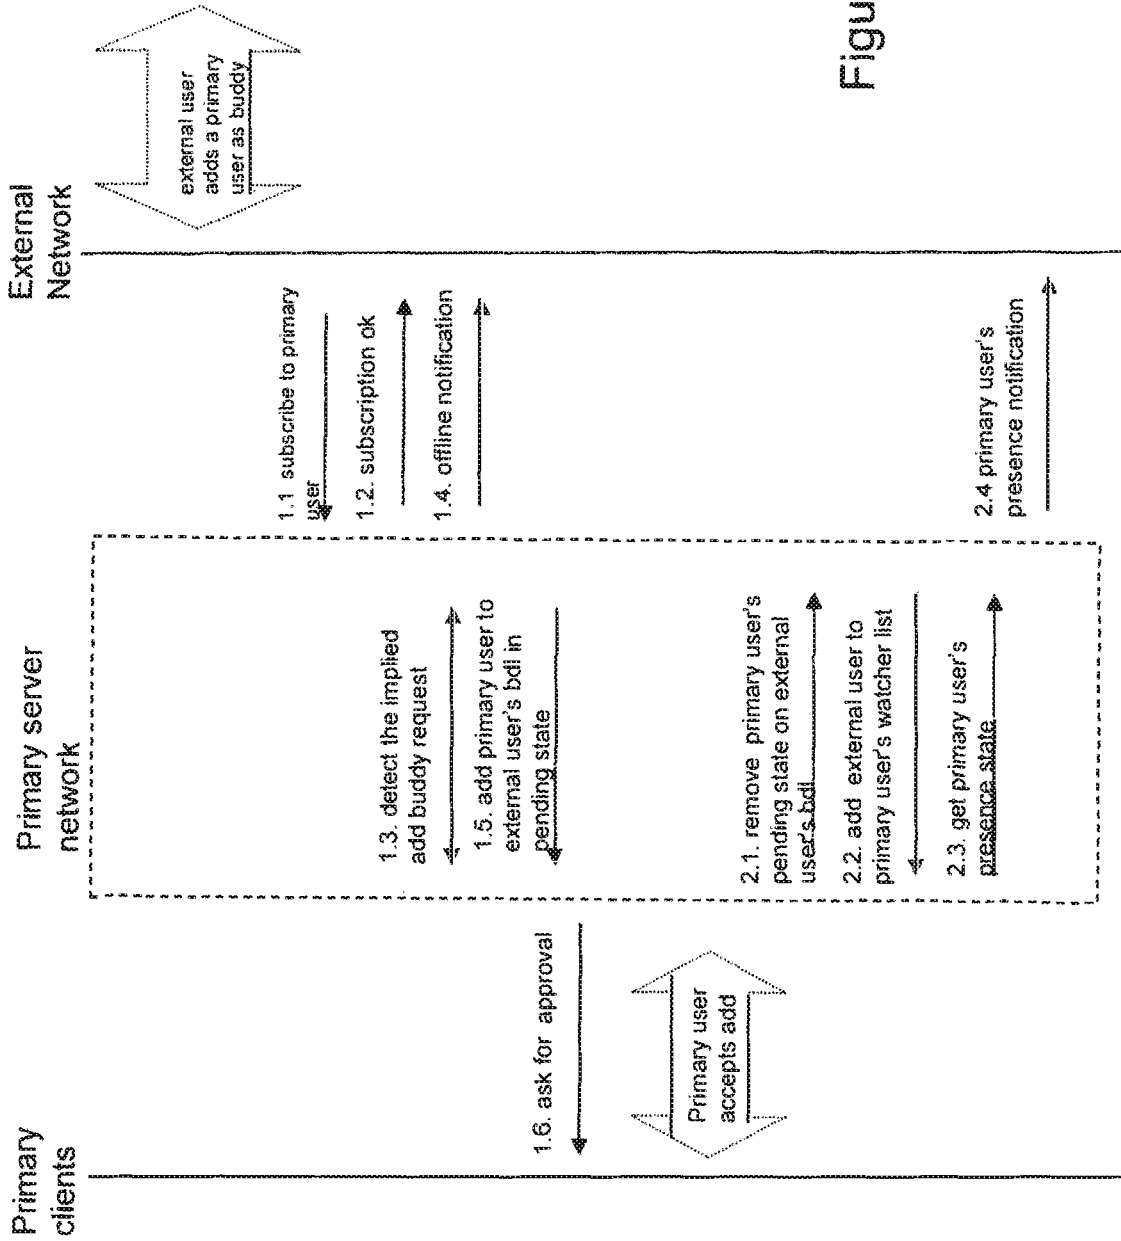 Primary
clients
Primary server
network
External
Network
external user
adds a primary
user as buddy
1.1 subscribe to primary
user
1.2. subscription ok
1.3. detect the implied
add buddy request
1.4. offline notification
1.5. add primary user to
external user's bdl in
pending state
1.6. ask for approval
Primary user
accepts add
2.1. remove primary user's
pending state on external
user's bdl
2.2. add external user to
primary user's watcher list
2.3. get primary user's
presence state
2.4 primary user's
presence notification
Figu